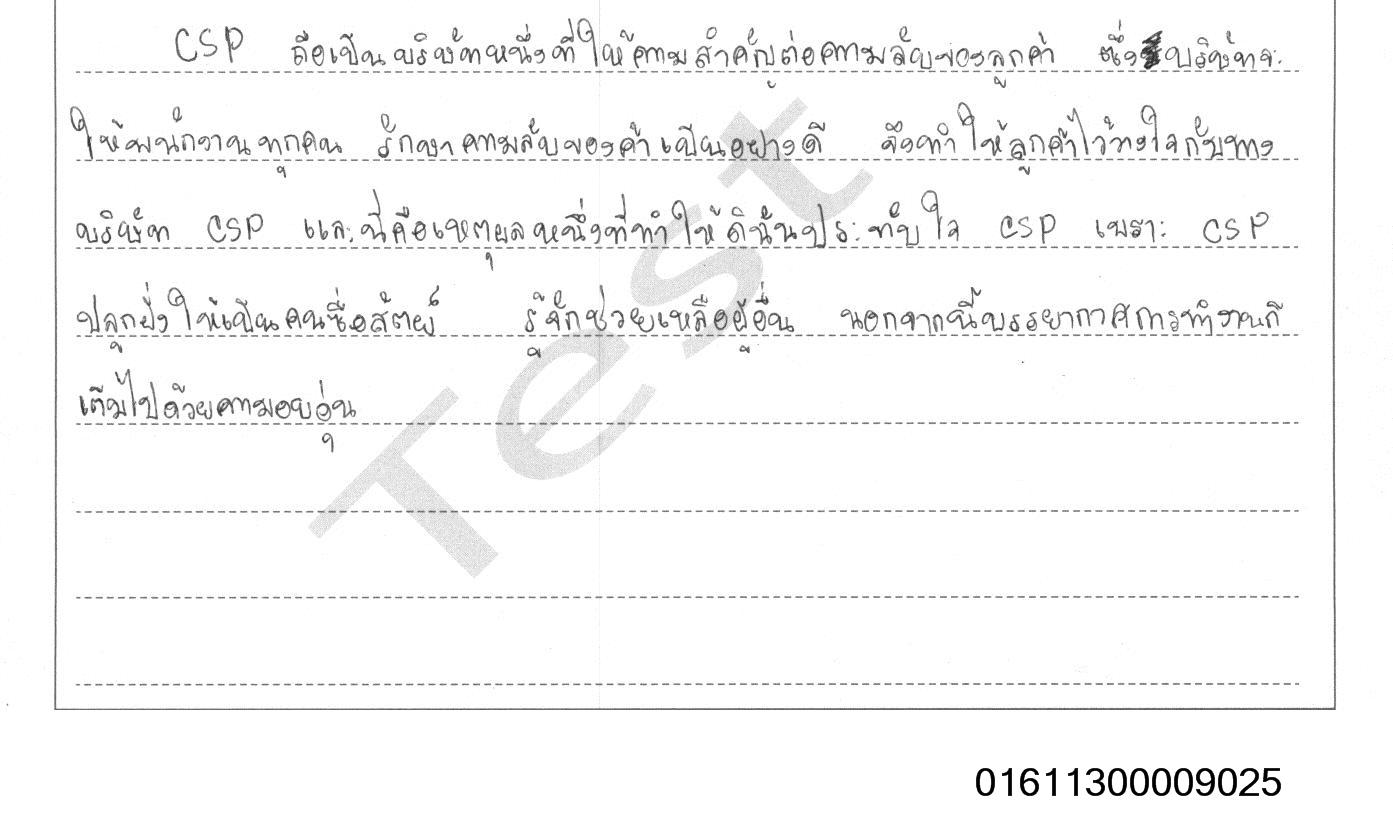 CSP ถือเป็นบริษัทหนึ่งที่ให้ความสำคัญต่อความลับของลูกค้า ซึ่งบริษัทจะ
ให้พนักงานทุกคน รักษาความลับของค้าเป็นอย่างดี จึงทำให้ลูกค้าไว้วางใจกับทาง
บริษัท CSP และนี่คือเหตุผลหนึ่งที่ทำให้ดิฉันประทับใจ CSP เพราะ CSP
ปลูกฝั่งให้เป็นคนซื่อสัตย์ รู้จักช่วยเหลือผู้อื่น นอกจากนี้บรรยากาศการทำงานก็
เต็มไปด้วยความอบอุ่น
Test
01611300009025